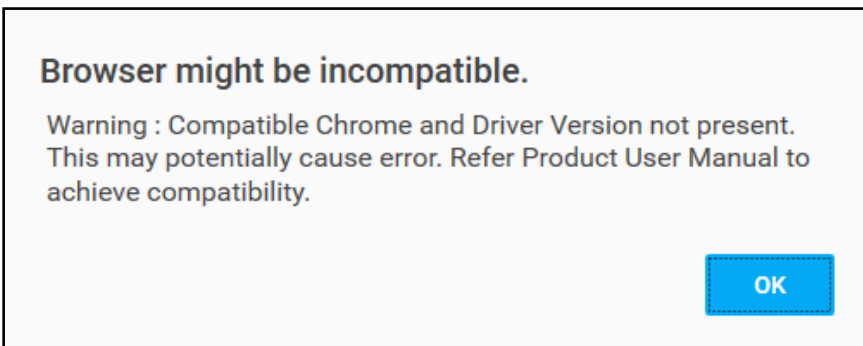 Browser might be incompatible.
Warning : Compatible Chrome and Driver Version not present.
This may potentially cause error. Refer Product User Manual to
achieve compatibility.
OK